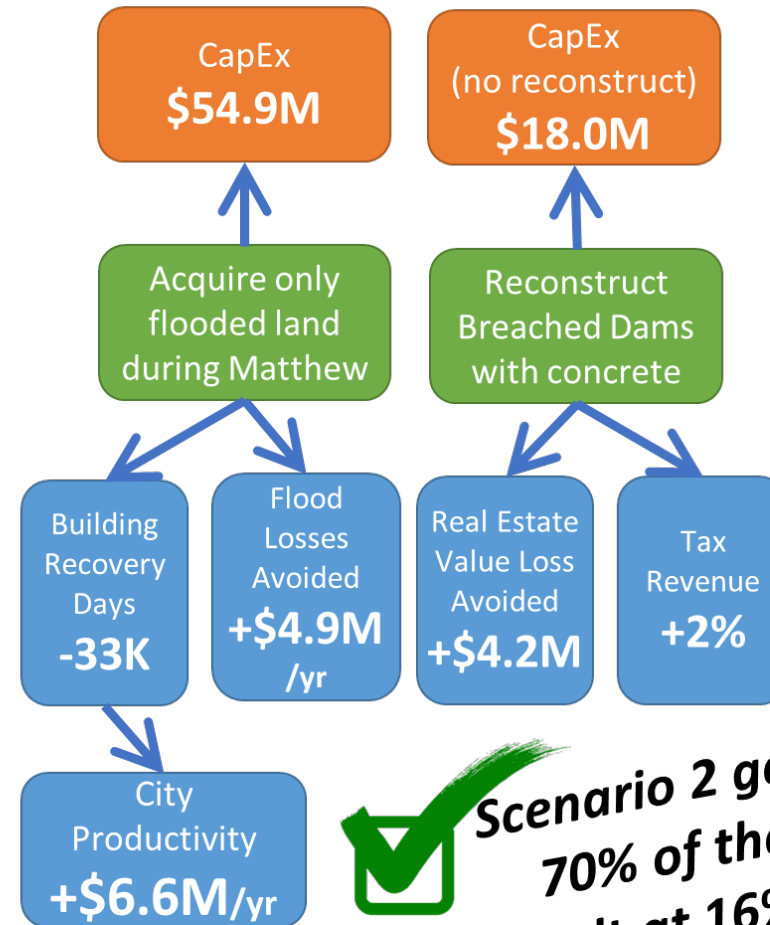 CapEx
$54.9M
CapEx
(no reconstruct)
$18.0M
Acquire only
flooded land
during Matthew
Reconstruct
Breached Dams
with concrete
Building
Recovery
Days
-33K
Flood
Losses
Avoided
+$4.9M
/yr
Real Estate
Value Loss
Avoided
+$4.2M
Tax
Revenue
+2%
City
Productivity
+$6.6M/yr
Scenario 2
70% of the
at 16%